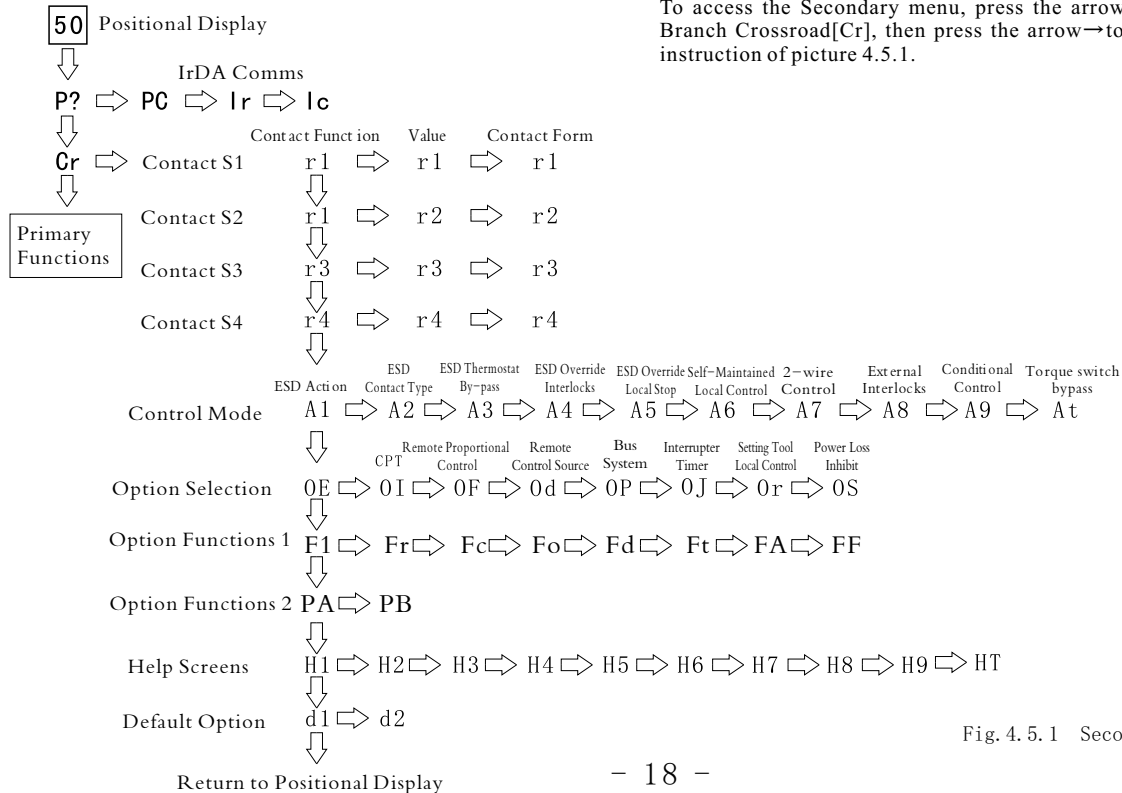 To access the Secondary menu, press the arrow
Branch Crossroad[Cr], then press the arrow→to
instruction of picture 4.5.1.
50 Positional Display
IrDA Comms
P? PC Ir Ic
Contact Function Value Contact Form
Cr Contact S1 r1 r1 r1
Contact S2 r1 r2 r2
Primary
Functions
Contact S3 r3 r3 r3
Contact S4 r4 r4 r4
ESD Action ESD Contact Type ESD Thermostat By-pass ESD Override Interlocks ESD Override Local Stop Self-Maintained Local Control 2-wire Control External Interlocks Conditional Control Torque switch bypass
Control Mode A1 A2 A3 A4 A5 A6 A7 A8 A9 At
CPT Remote Proportional Control Remote Control Source Bus System Interrupter Timer Setting Tool Local Control Power Loss Inhibit
Option Selection OE OI OF Od OP OJ Or OS
Option Functions 1 F1 Fr Fc Fo Fd Ft FA FF
Option Functions 2 PA PB
Help Screens H1 H2 H3 H4 H5 H6 H7 H8 H9 HT
Default Option d1 d2
Fig.4.5.1 Seco
Return to Positional Display
- 18 -